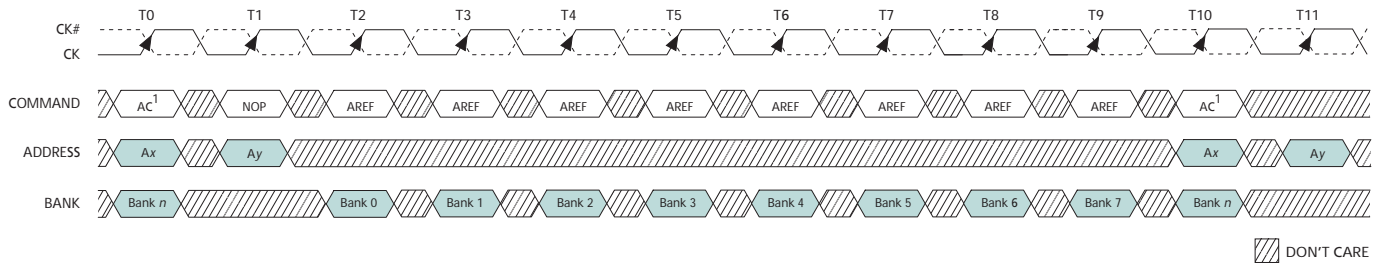 T0 T1 T2 T3 T4 T5 T6 T7 T8 T9 T10 T11
CK#
CK
COMMAND AC1 NOP AREF AREF AREF AREF AREF AREF AREF AREF AC1
ADDRESS Ax Ay Ax Ay
BANK Bank n Bank 0 Bank 1 Bank 2 Bank 3 Bank 4 Bank 5 Bank 6 Bank 7 Bank n
DON'T CARE